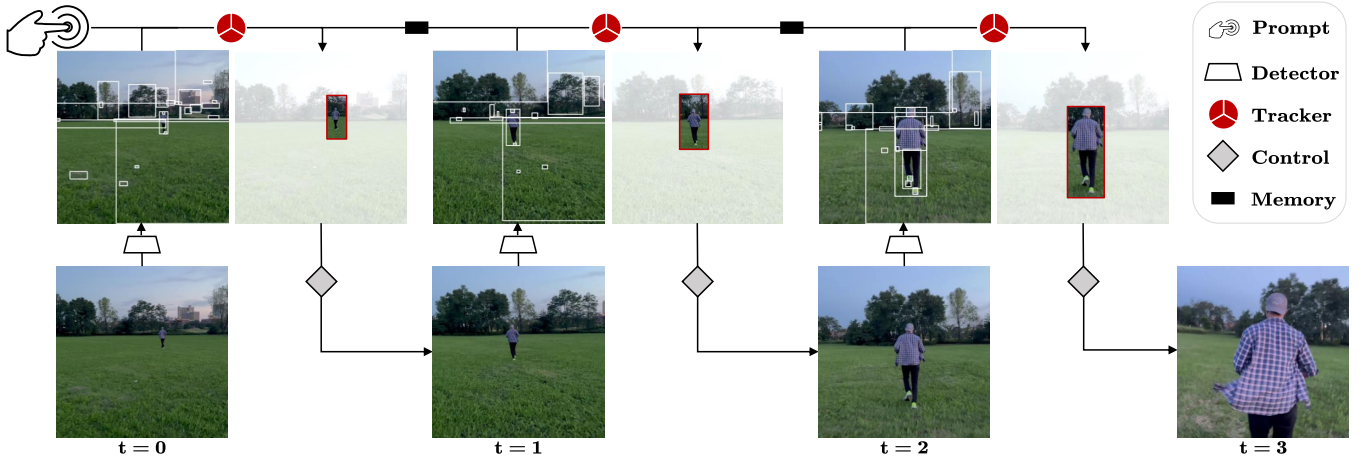 Prompt
Detector
Tracker
Control
Memory
t = 0
t = 1
t = 2
t = 3